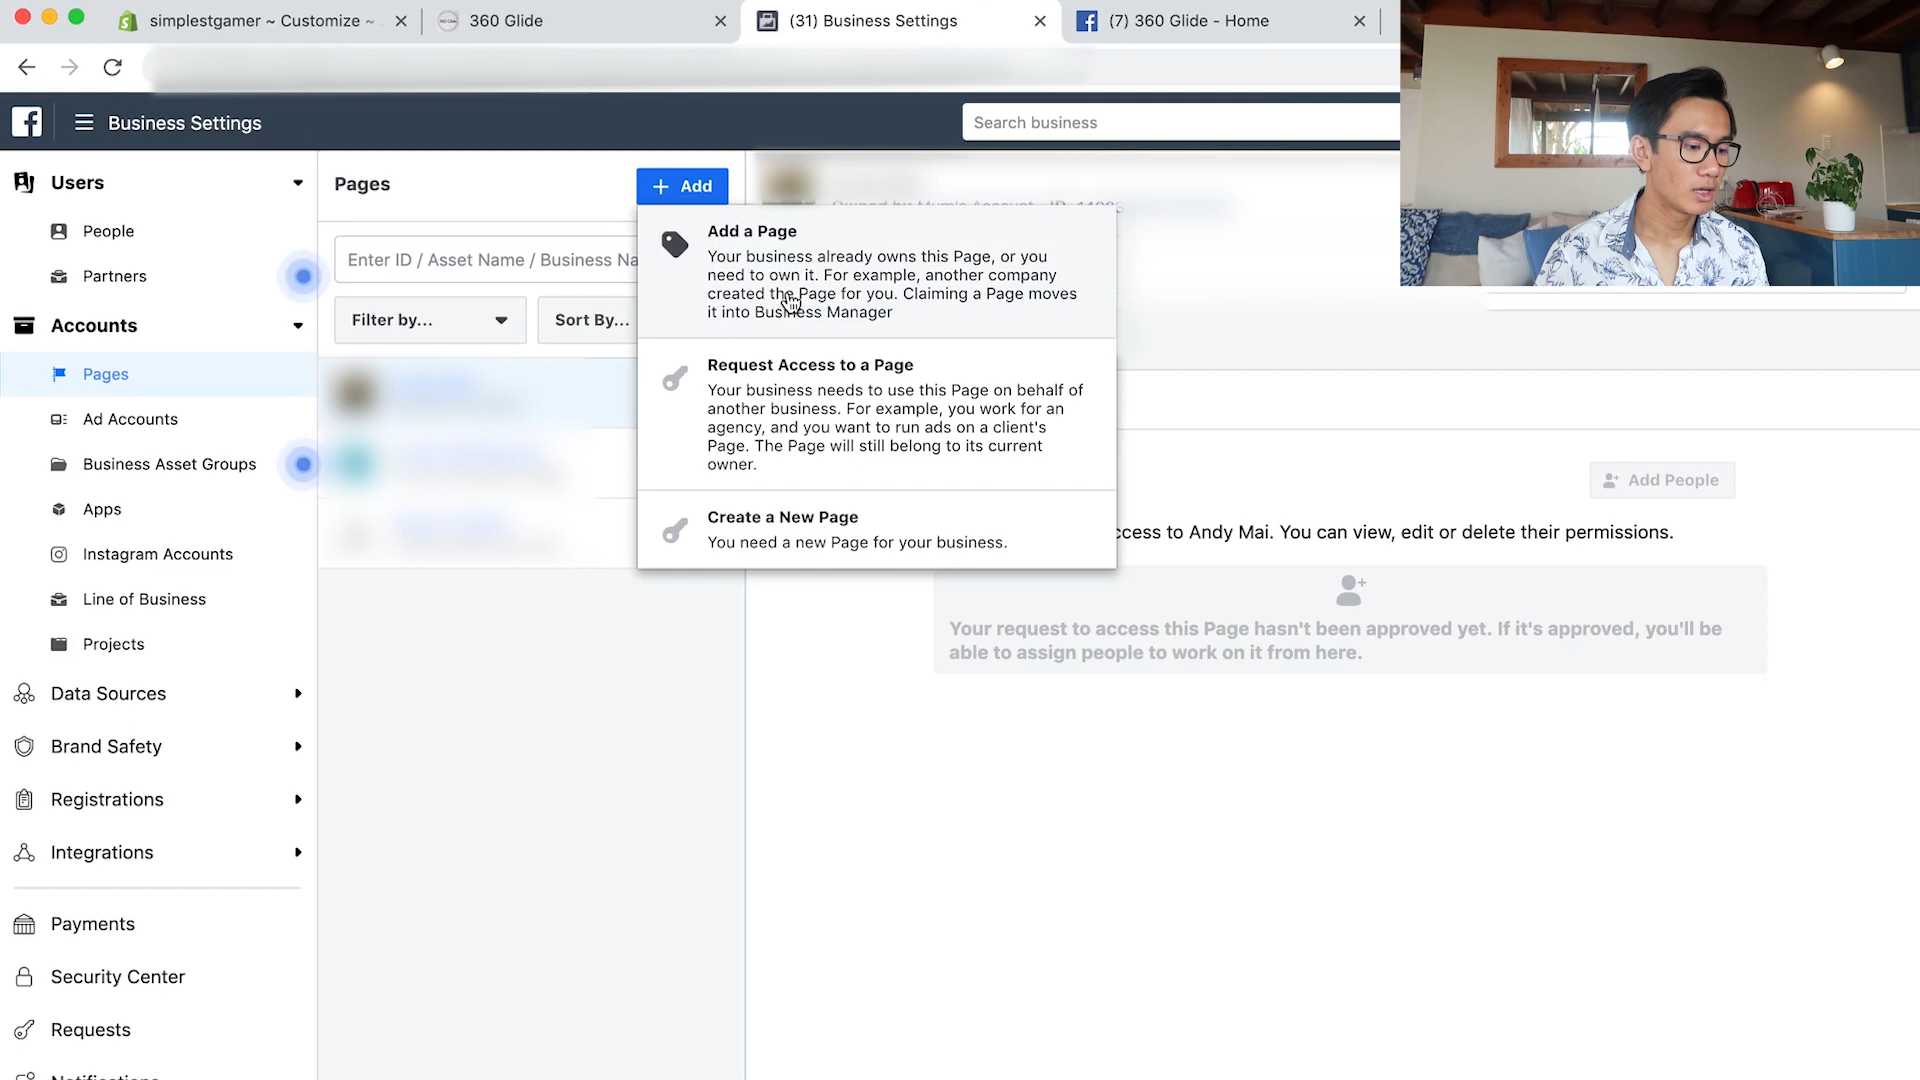 simplestgamer ~ Customize ~
360 Glide
(31) Business Settings
(7) 360 Glide - Home
Business Settings
Search business
Users
People
Partners
Accounts
Pages
Ad Accounts
Business Asset Groups
Apps
Instagram Accounts
Line of Business
Projects
Data Sources
Brand Safety
Registrations
Integrations
Payments
Security Center
Requests
Notifications
Pages
+ Add
Enter ID / Asset Name / Business Na
Filter by...
Sort By...
Add a Page
Your business already owns this Page, or you
need to own it. For example, another company
created the Page for you. Claiming a Page moves
it into Business Manager
Request Access to a Page
Your business needs to use this Page on behalf of
another business. For example, you work for an
agency, and you want to run ads on a client's
Page. The Page will still belong to its current
owner.
Create a New Page
You need a new Page for your business.
Add People
ccess to Andy Mai. You can view, edit or delete their permissions.
Your request to access this Page hasn't been approved yet. If it's approved, you'll be
able to assign people to work on it from here.